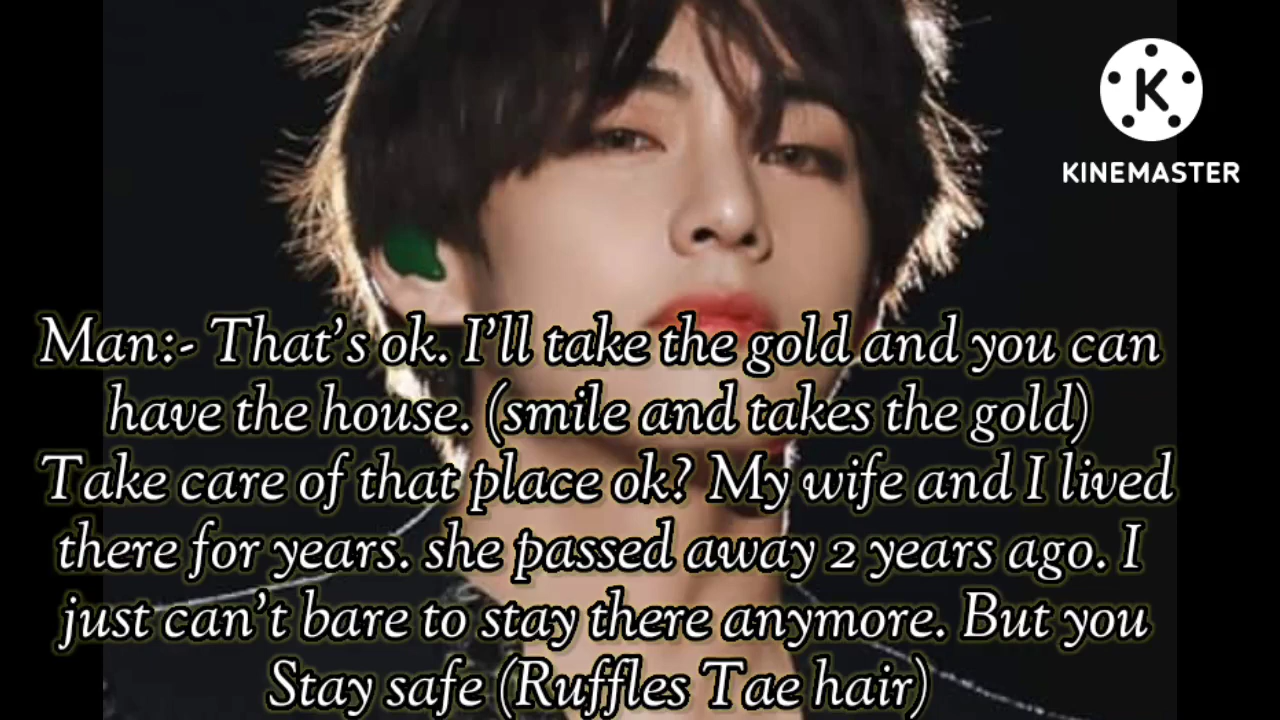 KINEMASTER
Man:- That's ok. I'll take the gold and you can
have the house. (smile and takes the gold)
Take care of that place ok? My wife and I lived
there for years. she passed away 2 years ago. I
just can't bare to stay there anymore. But you
Stay safe (Ruffles Tae hair)